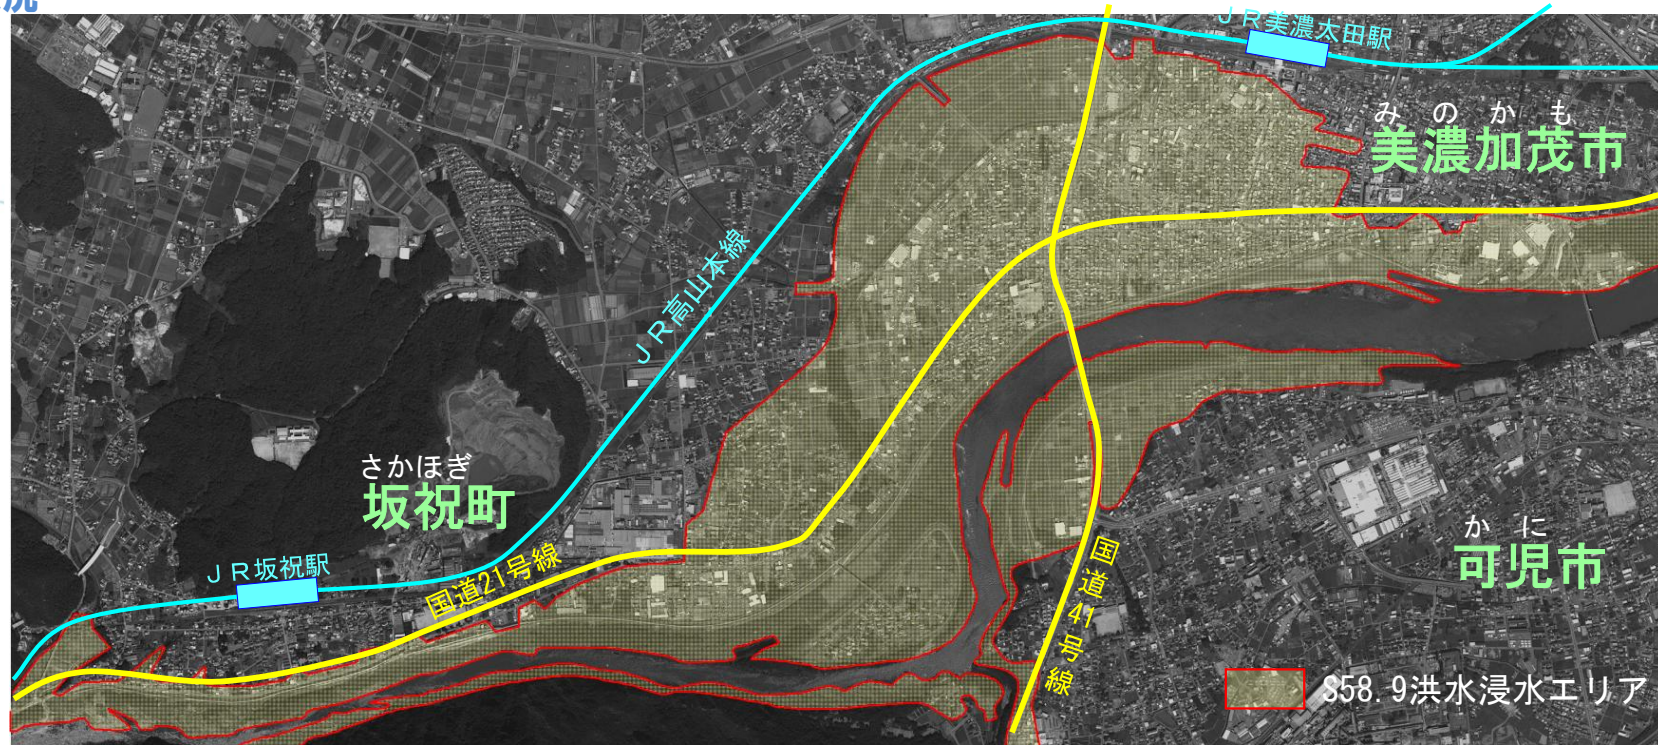 況
ＪＲ美濃太田駅
みのかも
美濃加茂市
ＪＲ高山本線
さかほぎ
坂祝町
ＪＲ坂祝駅
国道21号線
国道41号線
かに
可児市
S58.9洪水浸水エリア